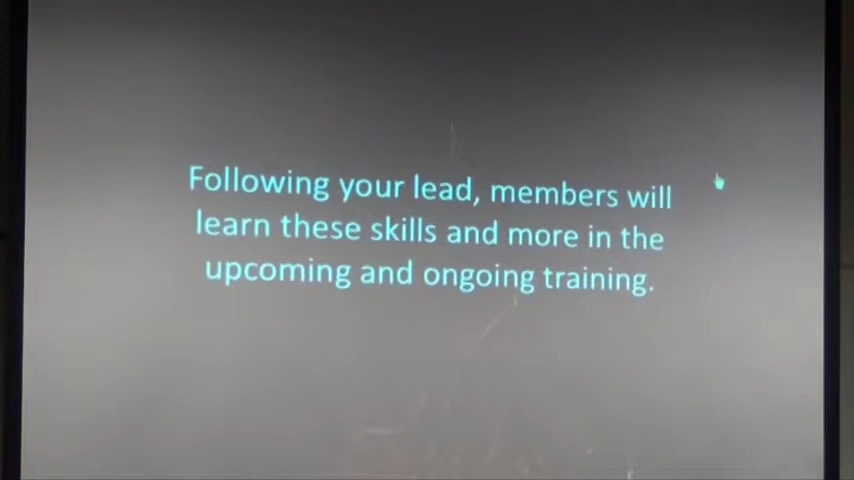 Following your lead, members will
learn these skills and more in the
upcoming and ongoing training.